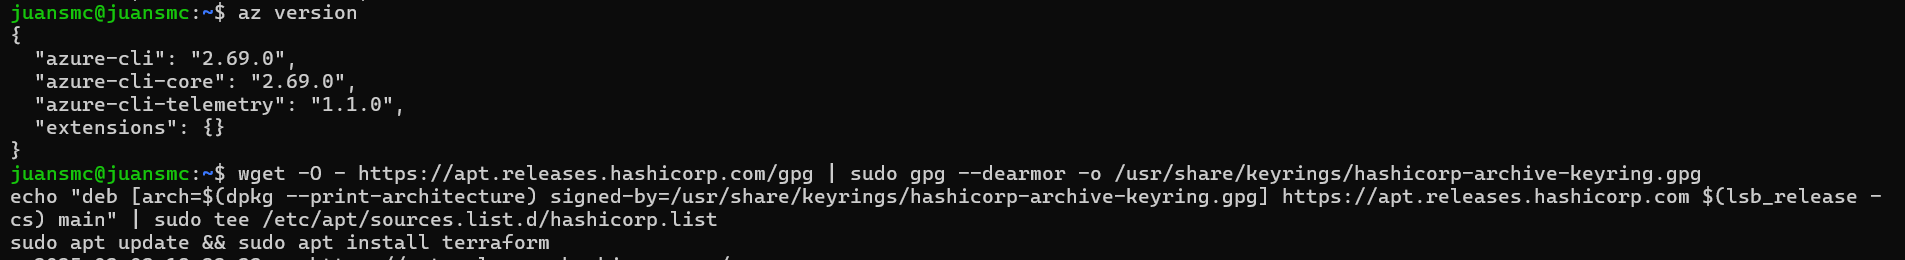 juansmc@juansmc:~$ az version
{
  "azure-cli": "2.69.0",
  "azure-cli-core": "2.69.0",
  "azure-cli-telemetry": "1.1.0",
  "extensions": {}
}
juansmc@juansmc:~$ wget -O - https://apt.releases.hashicorp.com/gpg | sudo gpg --dearmor -o /usr/share/keyrings/hashicorp-archive-keyring.gpg
echo "deb [arch=$(dpkg --print-architecture) signed-by=/usr/share/keyrings/hashicorp-archive-keyring.gpg] https://apt.releases.hashicorp.com $(lsb_release -
cs) main" | sudo tee /etc/apt/sources.list.d/hashicorp.list
sudo apt update && sudo apt install terraform